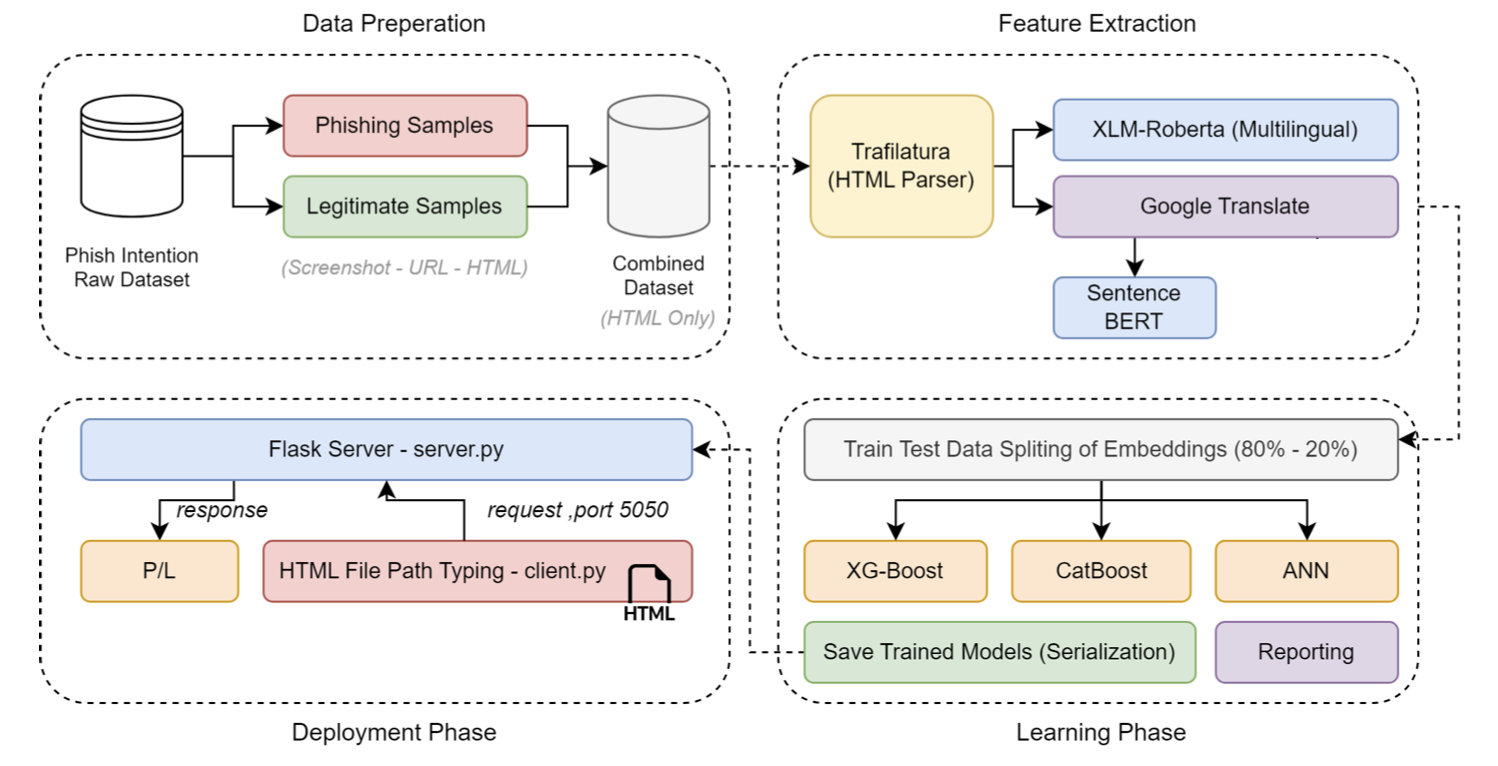 Data Preperation
Phish Intention
Raw Dataset
Phishing Samples
Legitimate Samples
(Screenshot - URL - HTML)
Combined
Dataset
(HTML Only)
Feature Extraction
Trafilatura
(HTML Parser)
XLM-Roberta (Multilingual)
Google Translate
Sentence
BERT
Flask Server - server.py
response
request ,port 5050
P/L
HTML File Path Typing - client.py
HTML
Deployment Phase
Train Test Data Spliting of Embeddings (80% - 20%)
XG-Boost
CatBoost
ANN
Save Trained Models (Serialization)
Reporting
Learning Phase